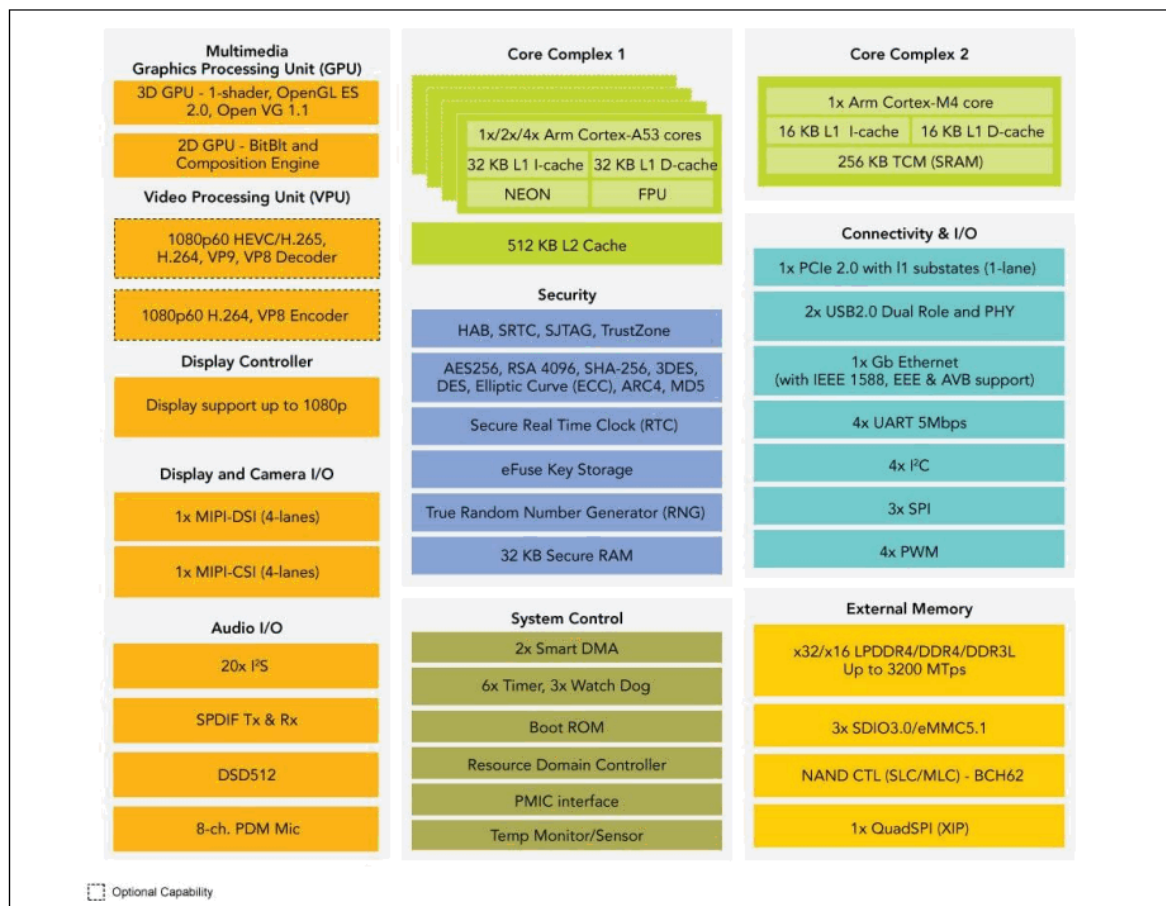 Multimedia
Graphics Processing Unit (GPU)
3D GPU - 1-shader, OpenGL ES
2.0, Open VG 1.1
2D GPU - BitBlt and
Composition Engine
Video Processing Unit (VPU)
1080p60 HEVC/H.265,
H.264, VP9, VP8 Decoder
1080p60 H.264, VP8 Encoder
Display Controller
Display support up to 1080p
Display and Camera I/O
1x MIPI-DSI (4-lanes)
1x MIPI-CSI (4-lanes)
Audio I/O
20x I²S
SPDIF Tx & Rx
DSD512
8-ch. PDM Mic
Core Complex 1
1x/2x/4x Arm Cortex-A53 cores
32 KB L1 I-cache
32 KB L1 D-cache
NEON
FPU
512 KB L2 Cache
Security
HAB, SRTC, SJTAG, TrustZone
AES256, RSA 4096, SHA-256, 3DES,
DES, Elliptic Curve (ECC), ARC4, MD5
Secure Real Time Clock (RTC)
eFuse Key Storage
True Random Number Generator (RNG)
32 KB Secure RAM
System Control
2x Smart DMA
6x Timer, 3x Watch Dog
Boot ROM
Resource Domain Controller
PMIC interface
Temp Monitor/Sensor
Core Complex 2
1x Arm Cortex-M4 core
16 KB L1 I-cache
16 KB L1 D-cache
256 KB TCM (SRAM)
Connectivity & I/O
1x PCIe 2.0 with l1 substates (1-lane)
2x USB2.0 Dual Role and PHY
1x Gb Ethernet
(with IEEE 1588, EEE & AVB support)
4x UART 5Mbps
4x I²C
3x SPI
4x PWM
External Memory
x32/x16 LPDDR4/DDR4/DDR3L
Up to 3200 MTps
3x SDIO3.0/eMMC5.1
NAND CTL (SLC/MLC) - BCH62
1x QuadSPI (XIP)
Optional Capability